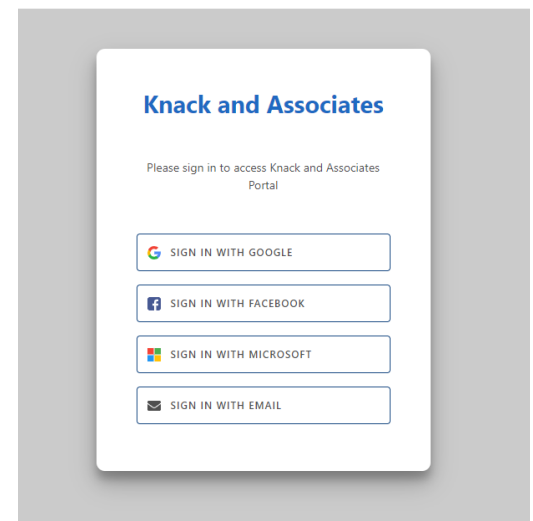 Knack and Associates
Please sign in to access Knack and Associates
Portal
SIGN IN WITH GOOGLE
SIGN IN WITH FACEBOOK
SIGN IN WITH MICROSOFT
SIGN IN WITH EMAIL